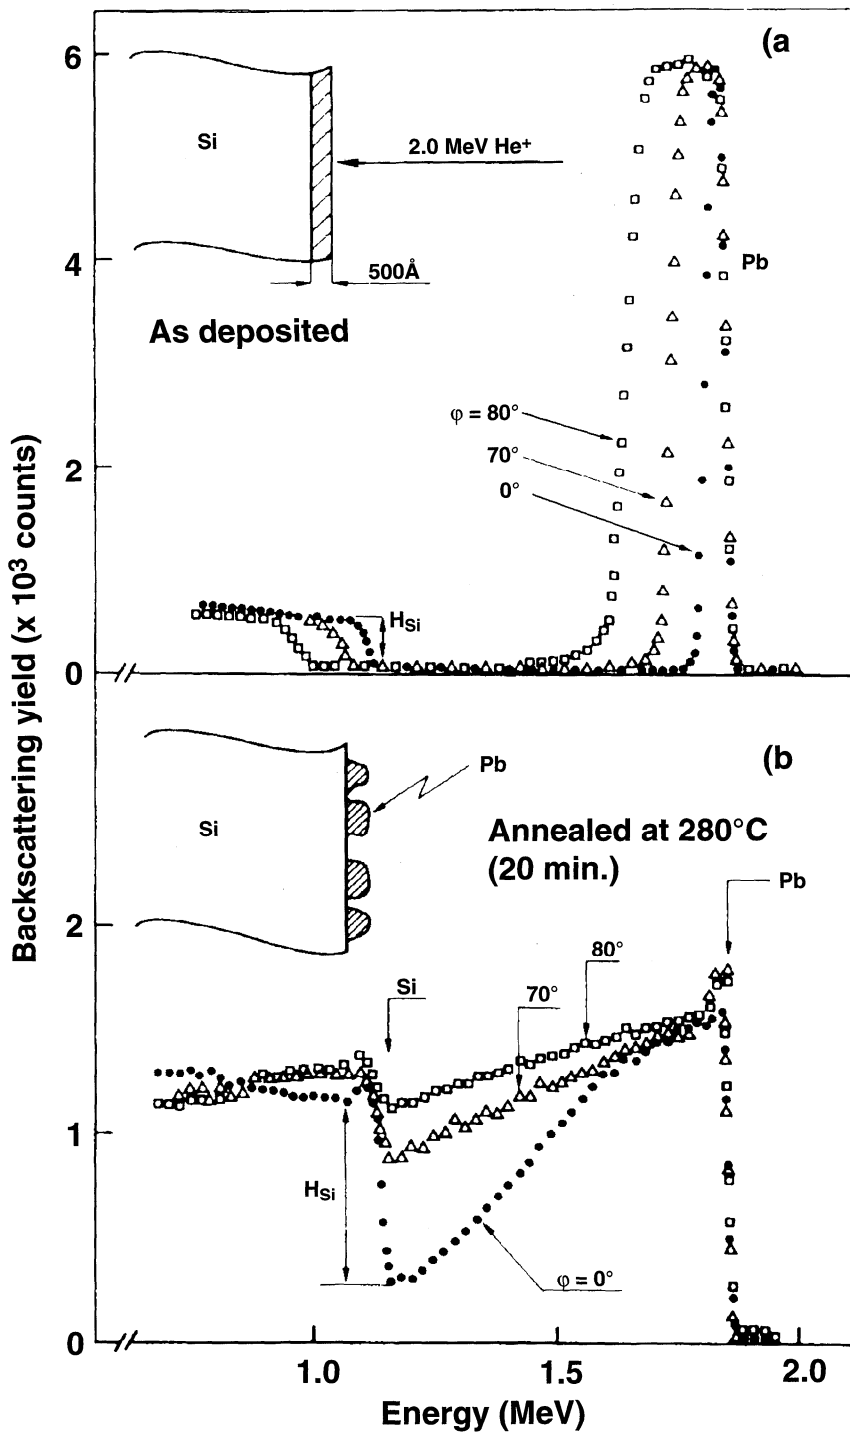 (a
6
Si
2.0 MeV He+
4
500Å
Pb
As deposited
φ = 80°
70°
0°
2
HSi
0
Backscattering yield (x 10³ counts)
(b
Pb
Si
Annealed at 280°C
(20 min.)
Pb
2
80°
Si
70°
1
HSi
φ = 0°
0
1.0
1.5
2.0
Energy (MeV)